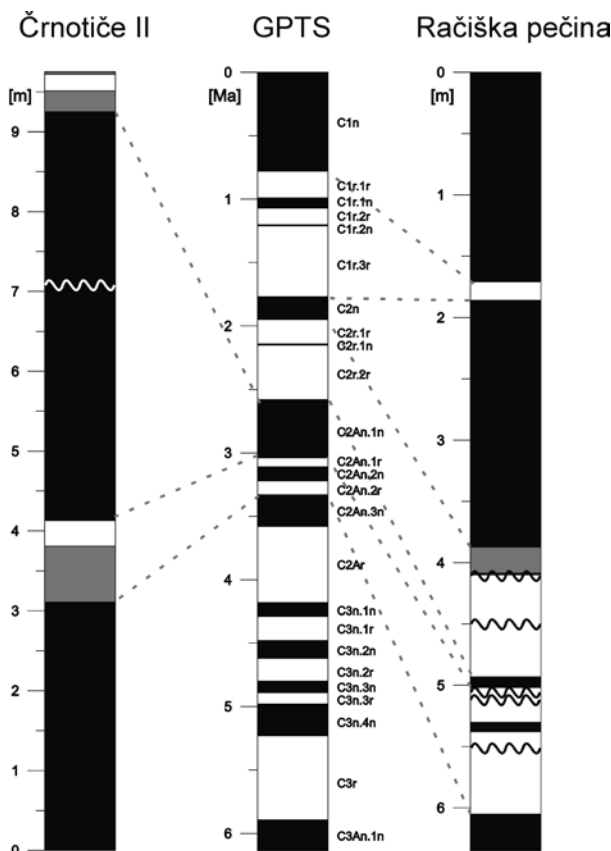 Črnotiče II
GPTS
Račiška pečina
[m]
9
8
7
6
5
4
3
2
1
0
0
[Ma]
1
2
3
4
5
6
C1n
C1r.1r
C1r.1n
C1r.2r
C1r.2n
C1r.3r
C2n
C2r.1r
C2r.1n
C2r.2r
C2An.1n
C2An.1r
C2An.2n
C2An.2r
C2An.3n
C2Ar
C3n.1n
C3n.1r
C3n.2n
C3n.2r
C3n.3n
C3n.3r
C3n.4n
C3r
C3An.1n
0
[m]
1
2
3
4
5
6